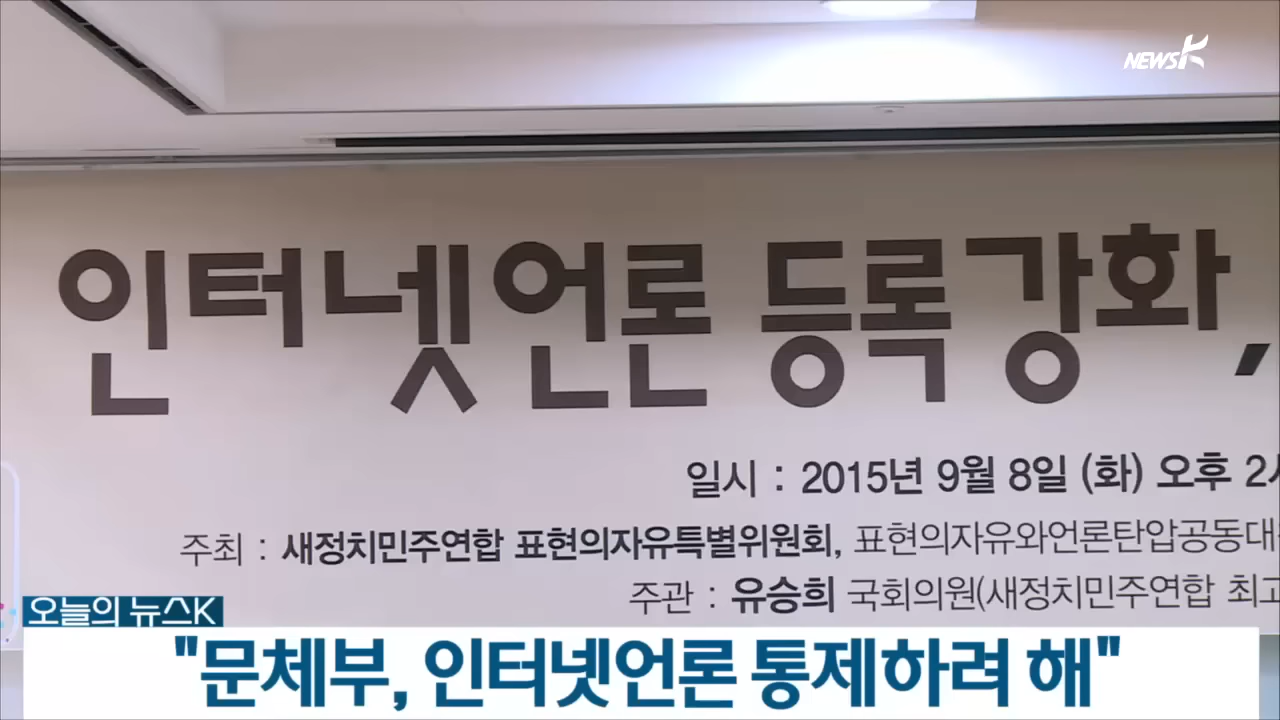 NEWSK
인터넷언론 등록강화,
일시 : 2015년 9월 8일 (화) 오후 2
주최 : 새정치민주연합 표현의자유특별위원회, 표현의자유와언론탄압공동대
주관 : 유승희 국회의원(새정치민주연합 최고
오늘의 뉴스K
"문체부, 인터넷언론 통제하려 해"